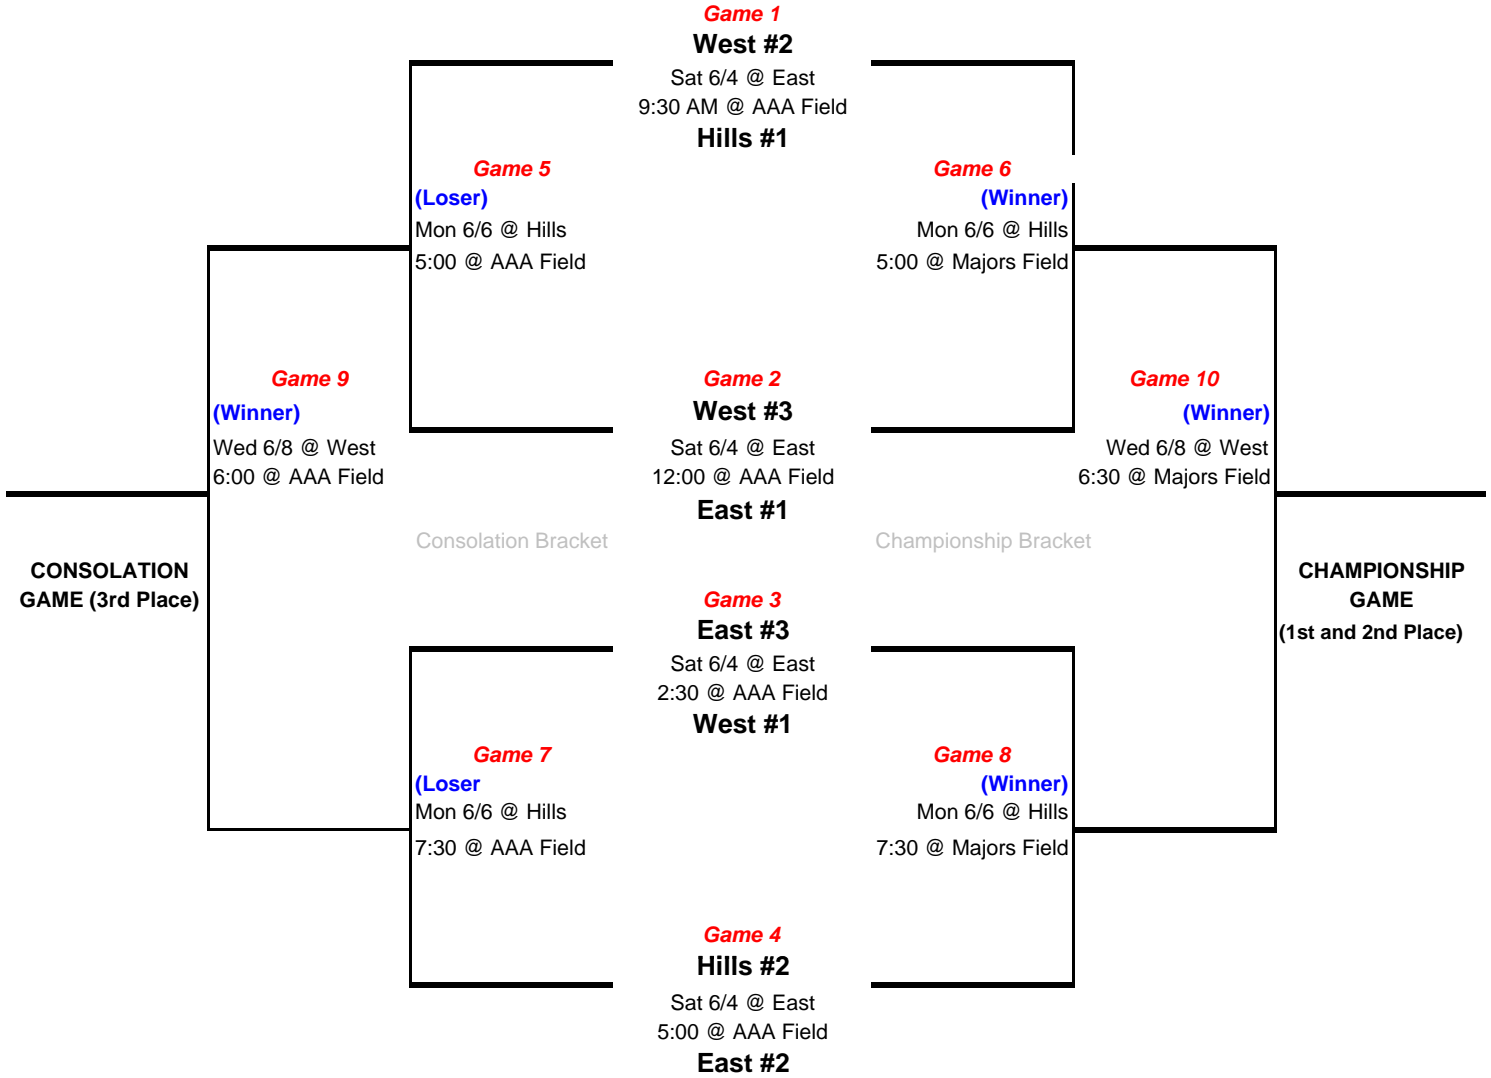 Game 1
West #2
Sat 6/4 @ East
9:30 AM @ AAA Field
Hills #1
Game 5
(Loser)
Mon 6/6 @ Hills
5:00 @ AAA Field
Game 6
(Winner)
Mon 6/6 @ Hills
5:00 @ Majors Field
Game 9
(Winner)
Wed 6/8 @ West
6:00 @ AAA Field
Game 2
West #3
Sat 6/4 @ East
12:00 @ AAA Field
East #1
Game 10
(Winner)
Wed 6/8 @ West
6:30 @ Majors Field
Consolation Bracket
Championship Bracket
CONSOLATION
GAME (3rd Place)
CHAMPIONSHIP
GAME
(1st and 2nd Place)
Game 3
East #3
Sat 6/4 @ East
2:30 @ AAA Field
West #1
Game 7
(Loser
Mon 6/6 @ Hills
7:30 @ AAA Field
Game 8
(Winner)
Mon 6/6 @ Hills
7:30 @ Majors Field
Game 4
Hills #2
Sat 6/4 @ East
5:00 @ AAA Field
East #2